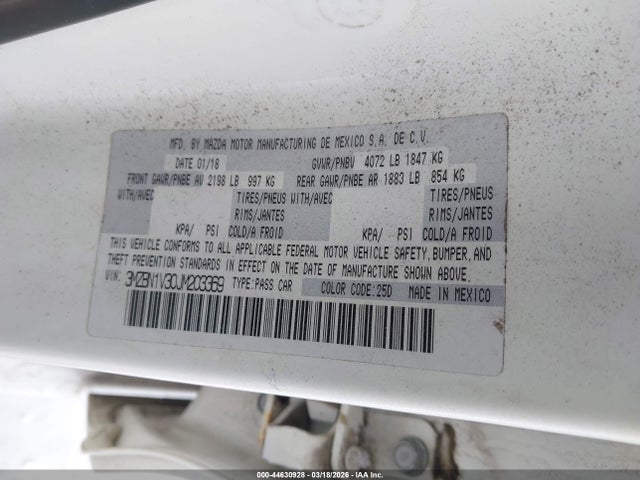 MFD. BY MAZDA MOTOR MANUFACTURING DE MEXICO S.A. DE C.V.
DATE 01/18 GVWR/PNBV 4072 LB 1847 KG
FRONT GAWR/PNBE AV 2198 LB 997 KG REAR GAWR/PNBE AR 1883 LB 854 KG
WITH/AVEC TIRES/PNEUS WITH/AVEC TIRES/PNEUS
RIMS/JANTES RIMS/JANTES
KPA/ PSI COLD/A FROID KPA/ PSI COLD/A FROID
THIS VEHICLE CONFORMS TO ALL APPLICABLE FEDERAL MOTOR VEHICLE SAFETY, BUMPER, AND
THEFT PREVENTION STANDARDS IN EFFECT ON THE DATE OF MANUFACTURE SHOWN ABOVE.
VIN: 3MZBN1V30JM203369 TYPE:PASS CAR COLOR CODE:25D MADE IN MEXICO
000-44630928 - 03/18/2026 - IAA Inc.